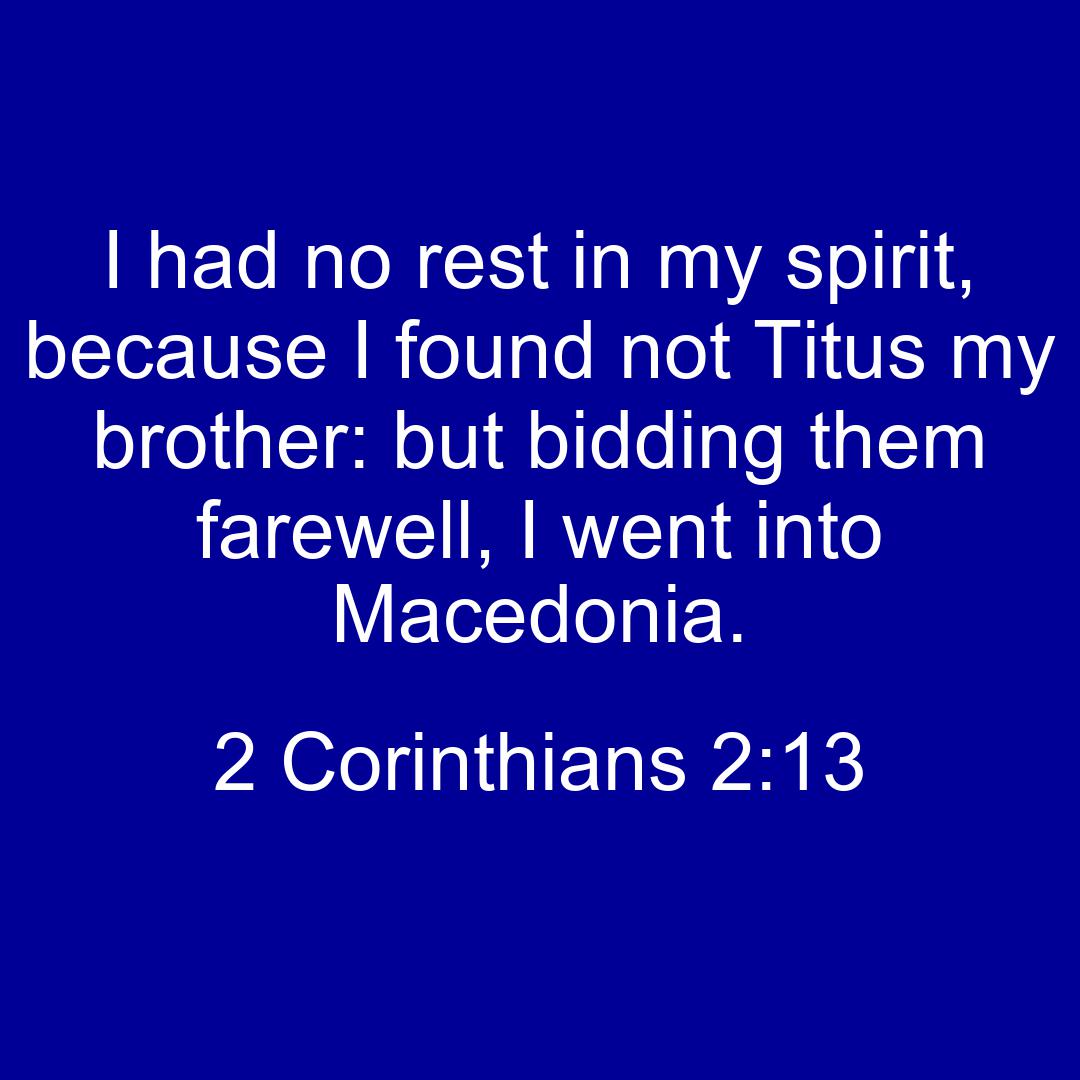 I had no rest in my spirit,
because I found not Titus my
brother: but bidding them
farewell, I went into
Macedonia.
2 Corinthians 2:13